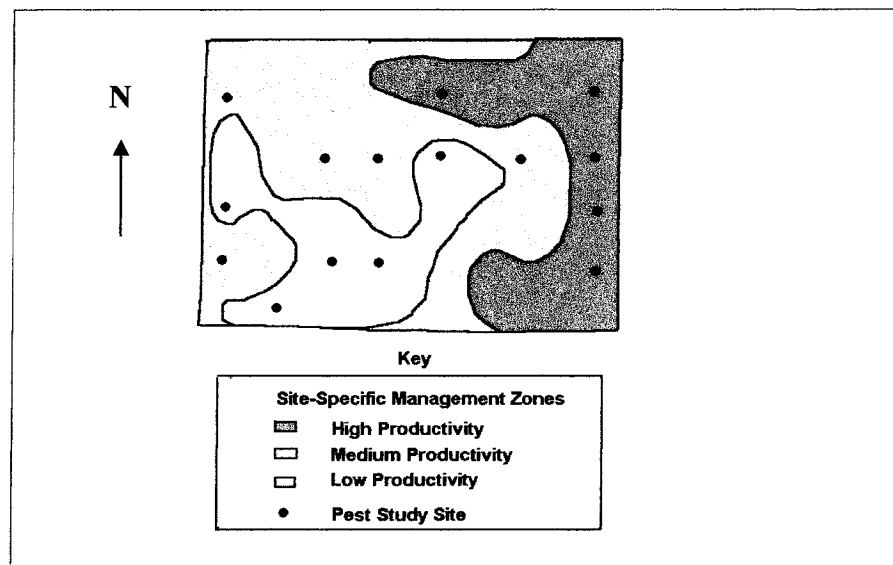 N
Key
Site-Specific Management Zones
High Productivity
Medium Productivity
Low Productivity
Pest Study Site